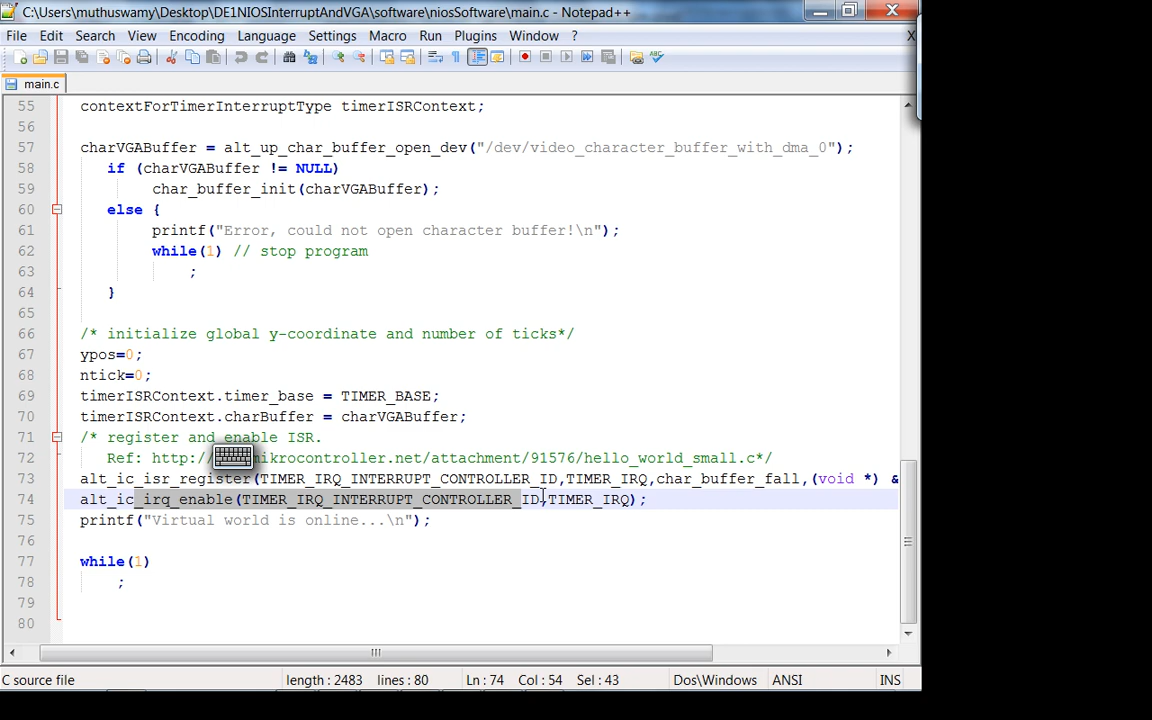 C:\Users\muthuswamy\Desktop\DE1NIOSInterruptAndVGA\software\niosSoftware\main.c - Notepad++
File Edit Search View Encoding Language Settings Macro Run Plugins Window ? X
main.c
55 contextForTimerInterruptType timerISRContext;
56
57 charVGABuffer = alt_up_char_buffer_open_dev("/dev/video_character_buffer_with_dma_0");
58 if (charVGABuffer != NULL)
59 char_buffer_init(charVGABuffer);
60 else {
61 printf("Error, could not open character buffer!\n");
62 while(1) // stop program
63 ;
64 }
65
66 /* initialize global y-coordinate and number of ticks*/
67 ypos=0;
68 ntick=0;
69 timerISRContext.timer_base = TIMER_BASE;
70 timerISRContext.charBuffer = charVGABuffer;
71 /* register and enable ISR.
72 Ref: http:/ ikrocontroller.net/attachment/91576/hello_world_small.c*/
73 alt_ic_isr_register(TIMER_IRQ_INTERRUPT_CONTROLLER_ID,TIMER_IRQ,char_buffer_fall,(void *) &
74 alt_ic_irq_enable(TIMER_IRQ_INTERRUPT_CONTROLLER_ID,TIMER_IRQ);
75 printf("Virtual world is online...\n");
76
77 while(1)
78 ;
79
80
C source file length : 2483 lines : 80 Ln : 74 Col : 54 Sel : 43 Dos\Windows ANSI INS